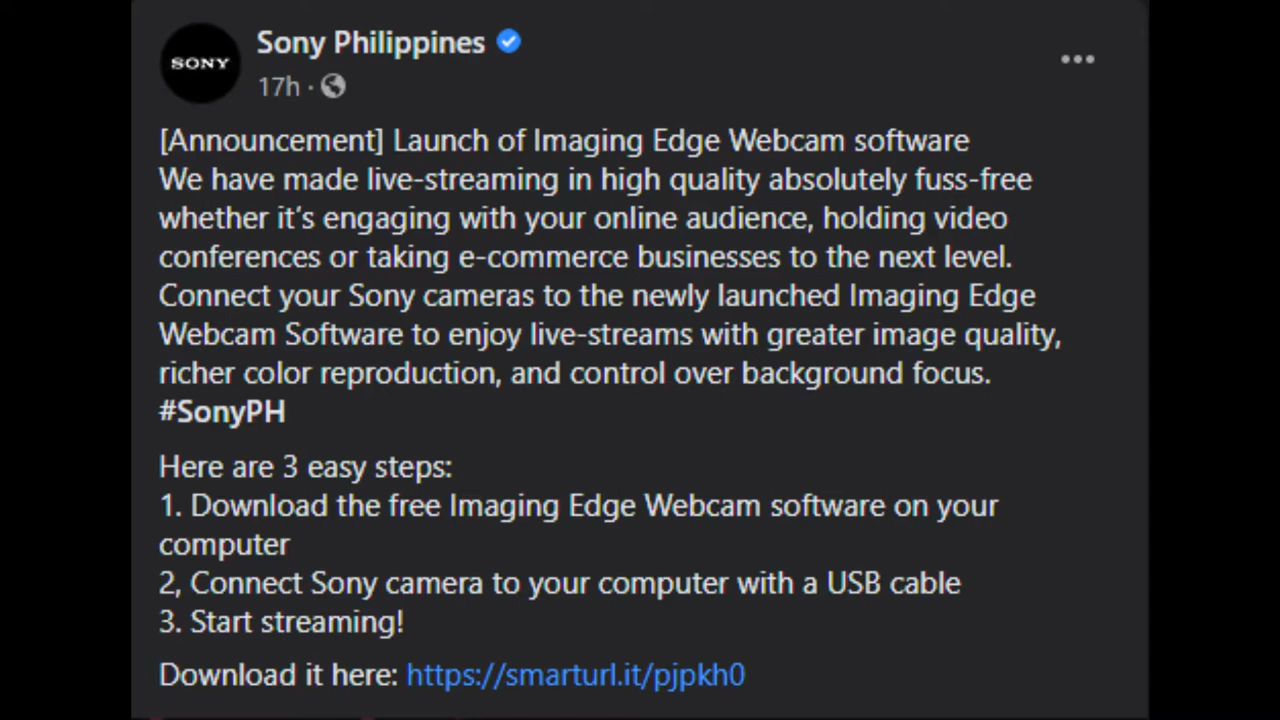 SONY
Sony Philippines
17h ·
[Announcement] Launch of Imaging Edge Webcam software
We have made live-streaming in high quality absolutely fuss-free
whether it’s engaging with your online audience, holding video
conferences or taking e-commerce businesses to the next level.
Connect your Sony cameras to the newly launched Imaging Edge
Webcam Software to enjoy live-streams with greater image quality,
richer color reproduction, and control over background focus.
#SonyPH
Here are 3 easy steps:
1. Download the free Imaging Edge Webcam software on your
computer
2, Connect Sony camera to your computer with a USB cable
3. Start streaming!
Download it here: https://smarturl.it/pjpkh0